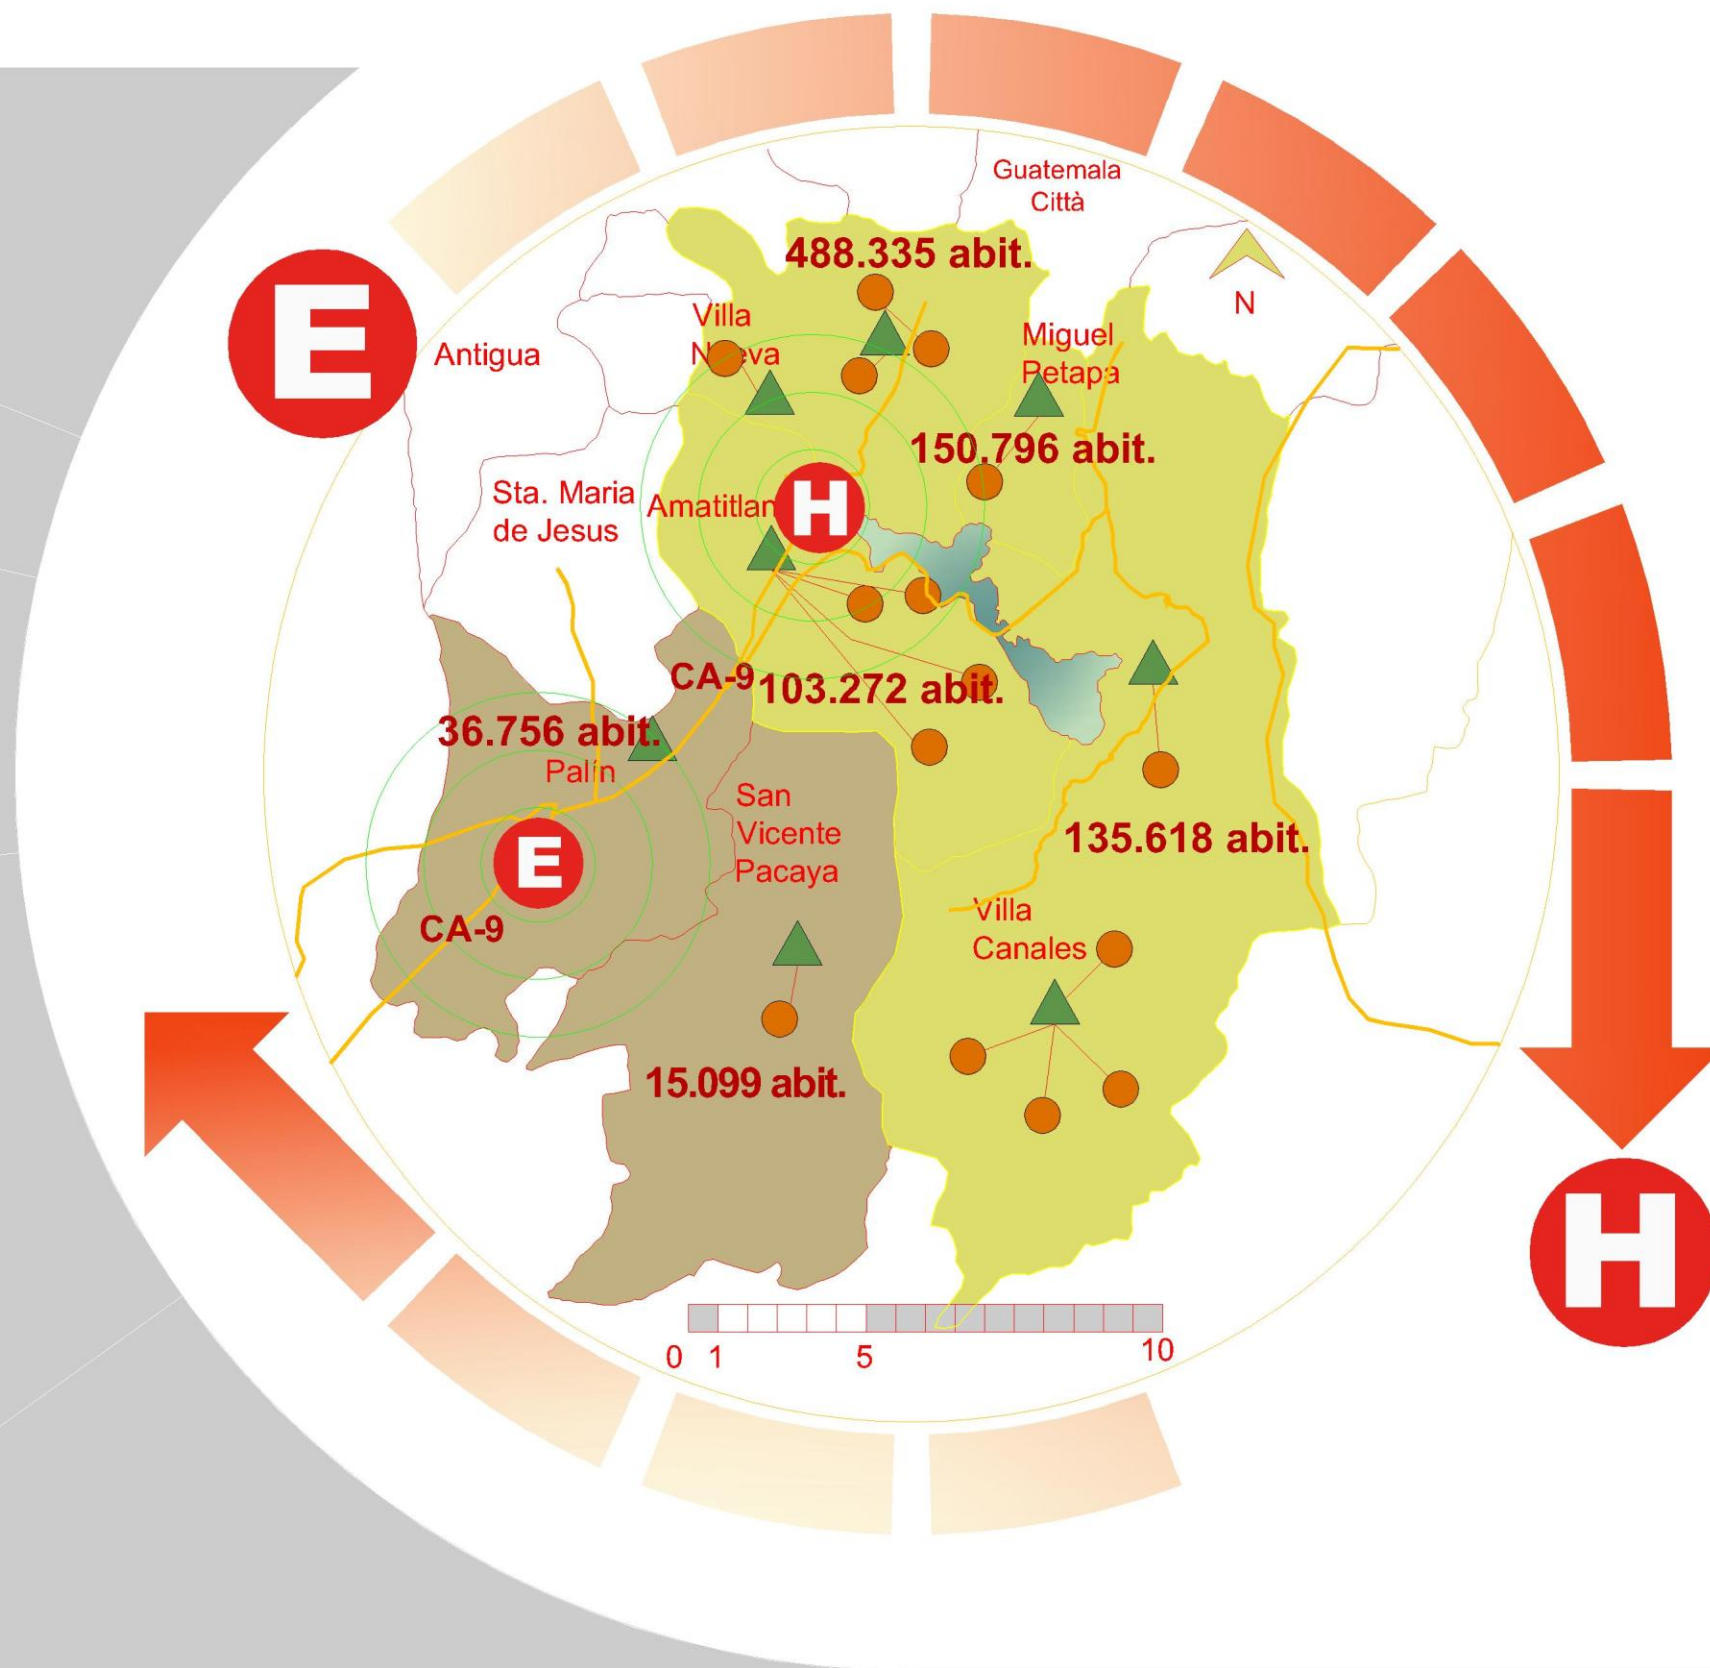 Guatemala
Città
488.335 abit.
N
Villa
Nueva
Miguel
Petapa
E
Antigua
150.796 abit.
Sta. Maria
de Jesus
Amatitlan
H
CA-9
103.272 abit.
36.756 abit.
Palín
San
Vicente
Pacaya
135.618 abit.
E
CA-9
Villa
Canales
15.099 abit.
H
0 1 5 10